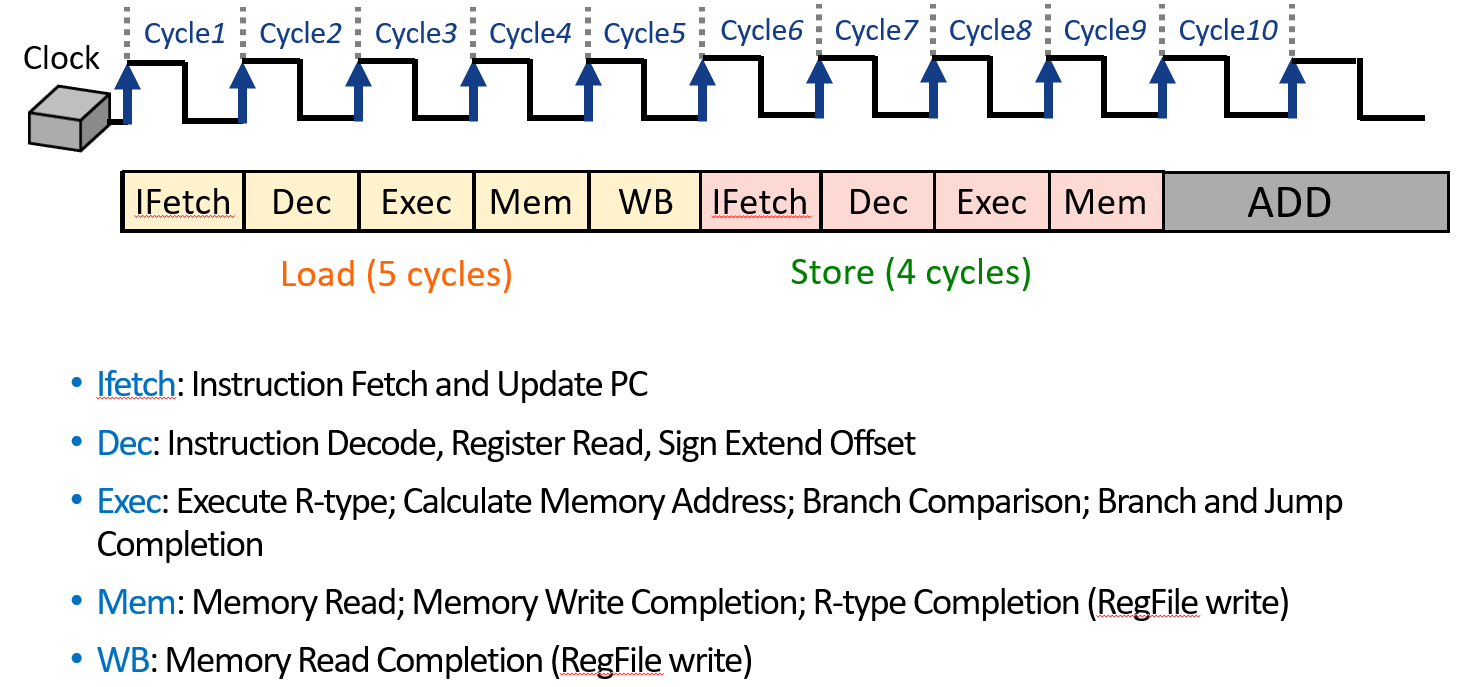 Cycle1 Cycle2 Cycle3 Cycle4 Cycle5 Cycle6 Cycle7 Cycle8 Cycle9 Cycle10
Clock
IFetch Dec Exec Mem WB IFetch Dec Exec Mem ADD
Load (5 cycles) Store (4 cycles)
• Ifetch: Instruction Fetch and Update PC
• Dec: Instruction Decode, Register Read, Sign Extend Offset
• Exec: Execute R-type; Calculate Memory Address; Branch Comparison; Branch and Jump
Completion
• Mem: Memory Read; Memory Write Completion; R-type Completion (RegFile write)
• WB: Memory Read Completion (RegFile write)